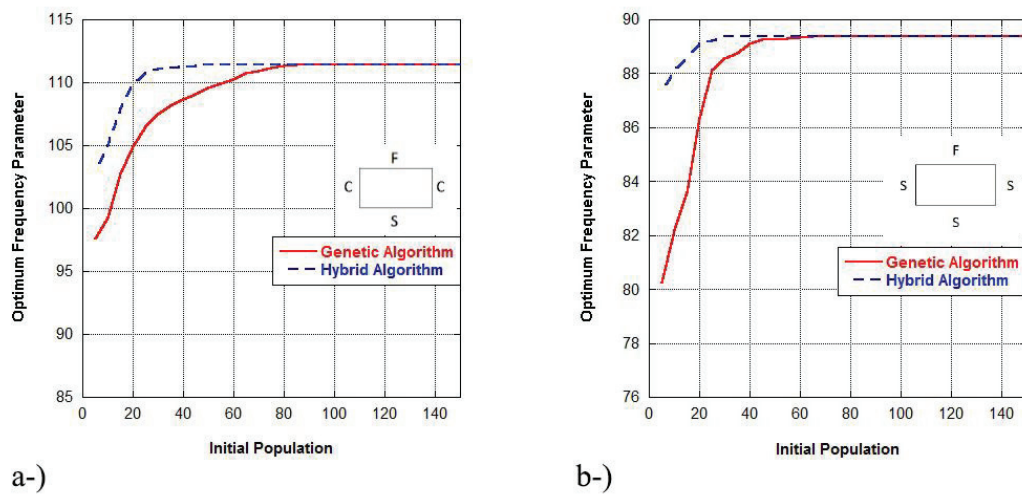 115
110
105
100
95
90
85
0 20 40 60 80 100 120 140
Optimum Frequency Parameter
Initial Population
F
C C
S
Genetic Algorithm
Hybrid Algorithm
a-)
90
88
86
84
82
80
78
76
0 20 40 60 80 100 120 140
Optimum Frequency Parameter
Initial Population
F
S S
S
Genetic Algorithm
Hybrid Algorithm
b-)